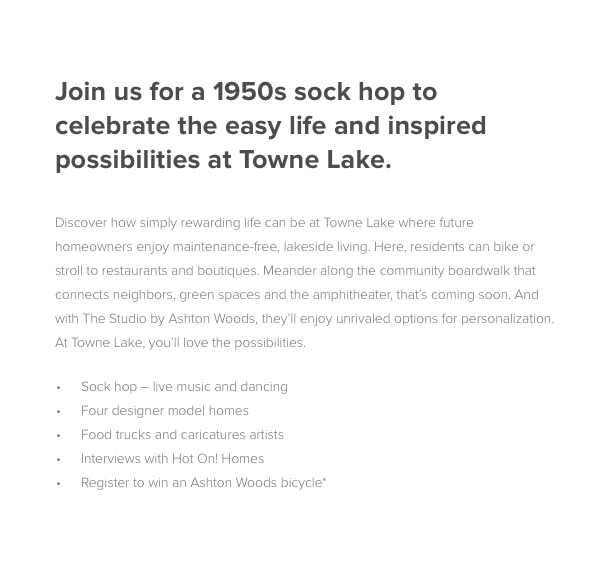 Join us for a 1950s sock hop to
celebrate the easy life and inspired
possibilities at Towne Lake.
Discover how simply rewarding life can be at Towne Lake where future
homeowners enjoy maintenance-free, lakeside living. Here, residents can bike or
stroll to restaurants and boutiques. Meander along the community boardwalk that
connects neighbors, green spaces and the amphitheater, that’s coming soon. And
with The Studio by Ashton Woods, they’ll enjoy unrivaled options for personalization.
At Towne Lake, you’ll love the possibilities.
• Sock hop – live music and dancing
• Four designer model homes
• Food trucks and caricatures artists
• Interviews with Hot On! Homes
• Register to win an Ashton Woods bicycle*